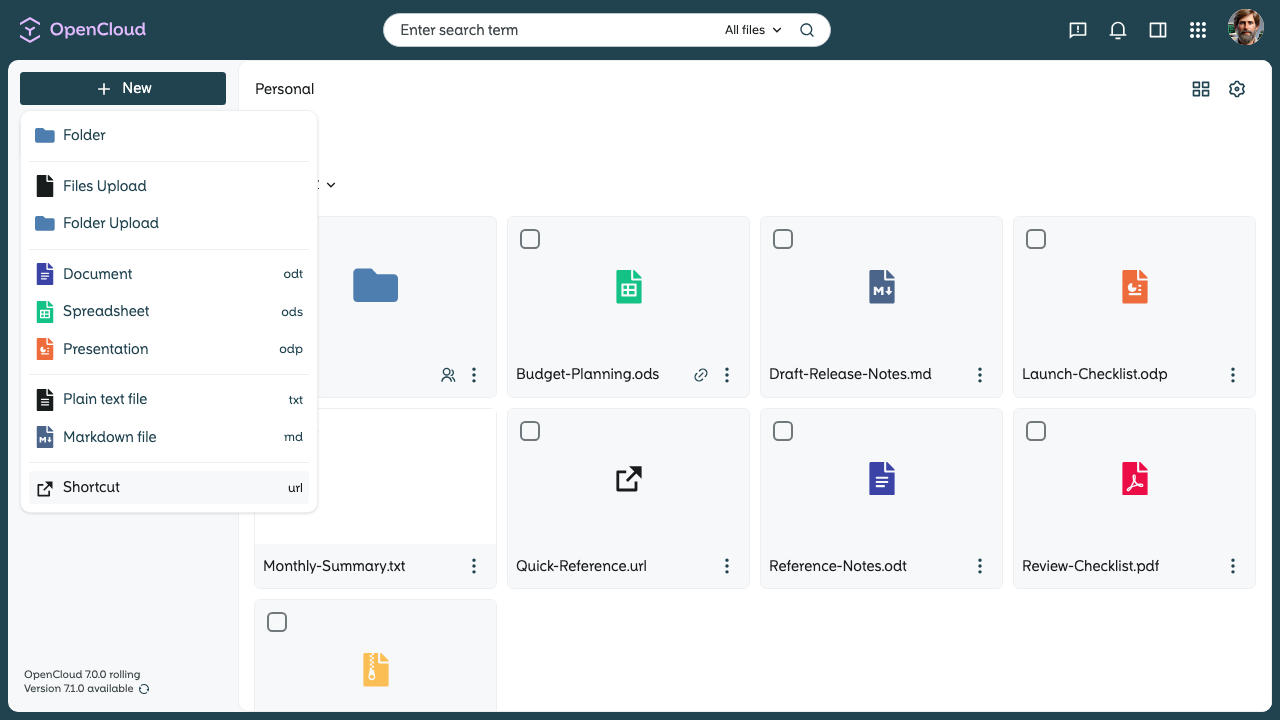 OpenCloud
Enter search term
All files
New
Personal
Folder
Files Upload
Folder Upload
Document odt
Spreadsheet ods
Presentation odp
Plain text file txt
Markdown file md
Shortcut url
Budget-Planning.ods
Draft-Release-Notes.md
Launch-Checklist.odp
Monthly-Summary.txt
Quick-Reference.url
Reference-Notes.odt
Review-Checklist.pdf
OpenCloud 7.0.0 rolling
Version 7.1.0 available